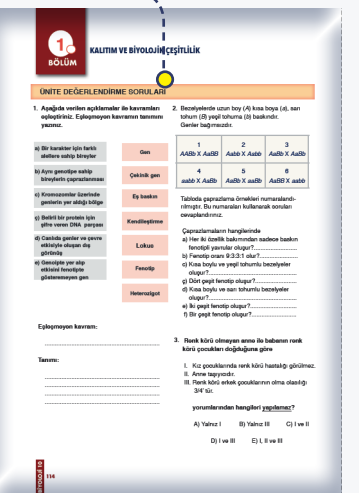 1.
BÖLÜM
KALITIM VE BİYOLOJİK ÇEŞİTLİLİK
ÜNİTE DEĞERLENDİRME SORULARI
1. Aşağıda verilen açıklamalar ile kavramları
eşleştiriniz. Eşleşmeyen kavramın tanımını
yazınız.
a) Bir karakter için farklı
alellere sahip bireyler
b) Aynı genotipe sahip
bireylerin çaprazlanması
c) Kromozomlar üzerinde
genlerin yer aldığı bölge
ç) Belirli bir protein için
şifre veren DNA parçası
d) Canlıda genler ve çevre
etkisiyle oluşan dış
görünüş
e) Genotipte yer alıp
etkisini fenotipte
gösteremeyen gen
Gen
Çekinik gen
Eş baskın
Kendileştirme
Lokus
Fenotip
Heterozigot
Eşleşmeyen kavram:
Tanımı:
2. Bezelyelerde uzun boy (A) kısa boya (a), sarı
tohum (B) yeşil tohuma (b) baskındır.
Genler bağımsızdır.
1 2 3
AABb X AaBB Aabb X AaBb AaBb X AaBb
4 5 6
aabb X AaBb AaBb X aaBb AaBB X aabb
Tabloda çaprazlama örnekleri numaralandı-
rılmıştır. Bu numaraları kullanarak soruları
cevaplandırınız.
Çaprazlamaların hangilerinde
a) Her iki özellik bakımından sadece baskın
fenotipli yavrular oluşur?
b) Fenotip oranı 9:3:3:1 olur?
c) Kısa boylu ve yeşil tohumlu bezelyeler
oluşur?
ç) Dört çeşit fenotip oluşur?
d) Kısa boylu ve sarı tohumlu bezelyeler
oluşur?
e) İki çeşit fenotip oluşur?
f) Bir çeşit fenotip oluşur?
3. Renk körü olmayan anne ile babanın renk
körü çocukları doğduğuna göre
I. Kız çocuklarında renk körü hastalığı görülmez.
II. Anne taşıyıcıdır.
III. Renk körü erkek çocuklarının olma olasılığı
3/4' tür.
yorumlarından hangileri yapılamaz?
A) Yalnız I B) Yalnız III C) I ve II
D) I ve III E) I, II ve III
BİYOLOJİ 10
114